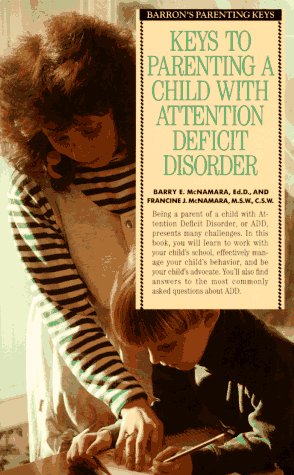 BARRON'S PARENTING KEYS
KEYS TO
PARENTING A
CHILD WITH
ATTENTION
DEFICIT
DISORDER
BARRY E. McNAMARA, Ed.D., AND
FRANCINE J. McNAMARA, M.S.W., C.S.W.
Being a parent of a child with At-
tention Deficit Disorder, or ADD,
presents many challenges. In this
book, you will learn to work with
your child's school, effectively man-
age your child's behavior, and be
your child's advocate. You'll also find
answers to the most commonly
asked questions about ADD.